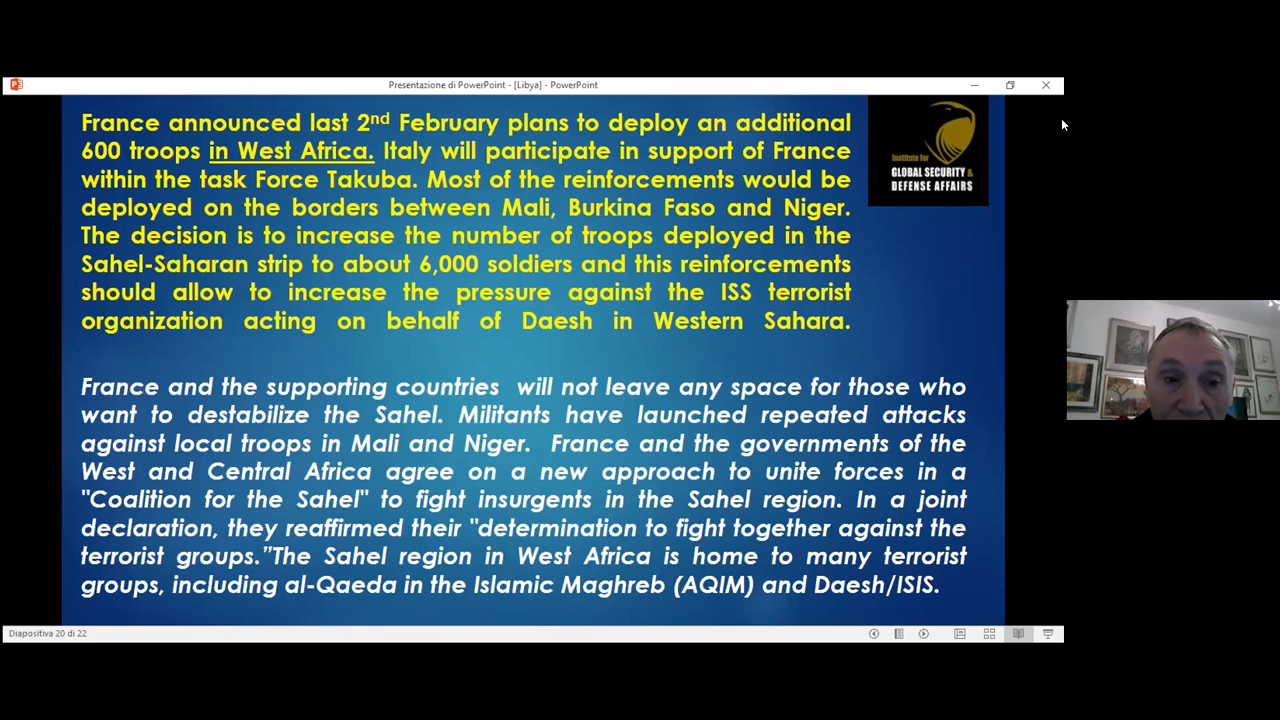 Presentazione di PowerPoint - [Libya] - PowerPoint
France announced last 2nd February plans to deploy an additional
600 troops in West Africa. Italy will participate in support of France
within the task Force Takuba. Most of the reinforcements would be
deployed on the borders between Mali, Burkina Faso and Niger.
The decision is to increase the number of troops deployed in the
Sahel-Saharan strip to about 6,000 soldiers and this reinforcements
should allow to increase the pressure against the ISS terrorist
organization acting on behalf of Daesh in Western Sahara.
Institute for
GLOBAL SECURITY &
DEFENSE AFFAIRS
France and the supporting countries will not leave any space for those who
want to destabilize the Sahel. Militants have launched repeated attacks
against local troops in Mali and Niger. France and the governments of the
West and Central Africa agree on a new approach to unite forces in a
"Coalition for the Sahel" to fight insurgents in the Sahel region. In a joint
declaration, they reaffirmed their "determination to fight together against the
terrorist groups.”The Sahel region in West Africa is home to many terrorist
groups, including al-Qaeda in the Islamic Maghreb (AQIM) and Daesh/ISIS.
Diapositiva 20 di 22